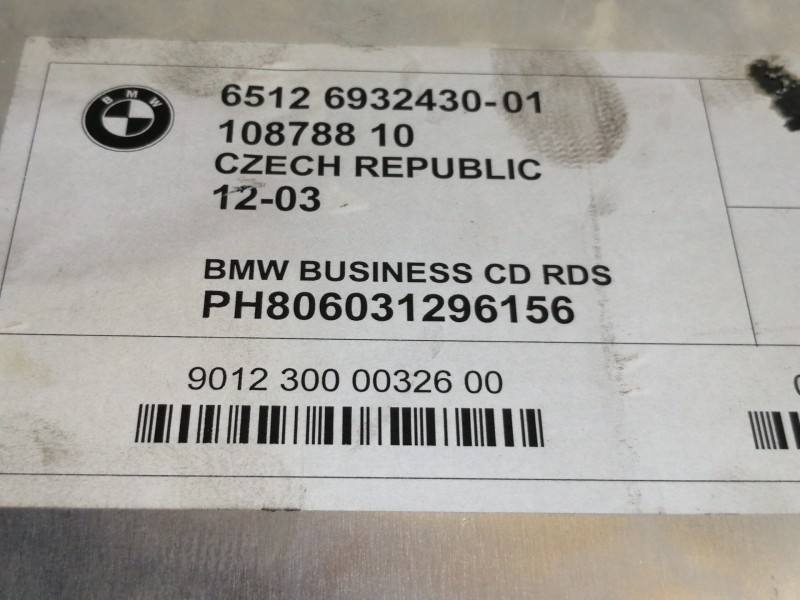 BMW
6512 6932430-01
108788 10
CZECH REPUBLIC
12-03
BMW BUSINESS CD RDS
PH806031296156
9012 300 00326 00